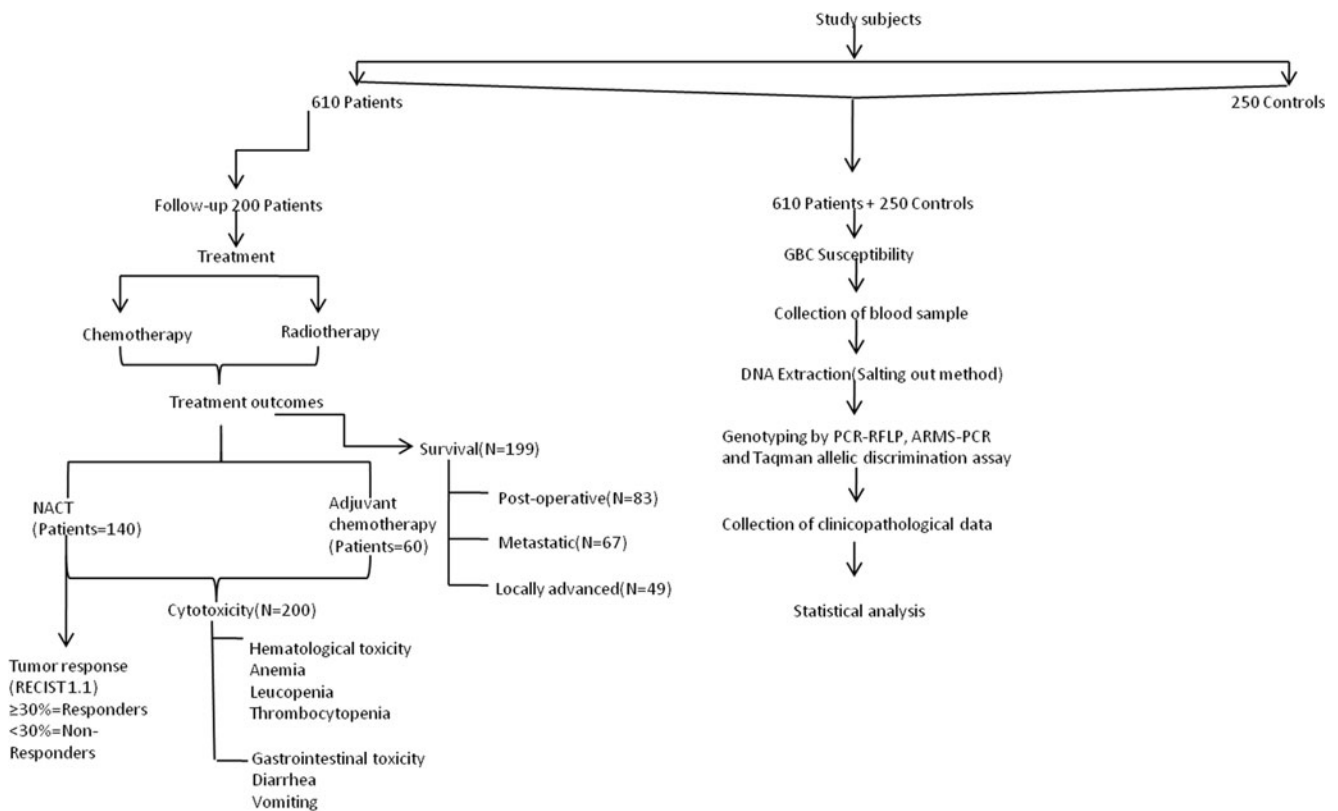 Study subjects
610 Patients
250 Controls
Follow-up 200 Patients
Treatment
Chemotherapy
Radiotherapy
Treatment outcomes
NACT
(Patients=140)
Adjuvant
chemotherapy
(Patients=60)
Survival(N=199)
Post-operative(N=83)
Metastatic(N=67)
Locally advanced(N=49)
Cytotoxicity(N=200)
Tumor response
(RECIST1.1)
≥30%=Responders
<30%=Non-
Responders
Hematological toxicity
Anemia
Leucopenia
Thrombocytopenia
Gastrointestinal toxicity
Diarrhea
Vomiting
610 Patients + 250 Controls
GBC Susceptibility
Collection of blood sample
DNA Extraction(Salting out method)
Genotyping by PCR-RFLP, ARMS-PCR
and Taqman allelic discrimination assay
Collection of clinicopathological data
Statistical analysis